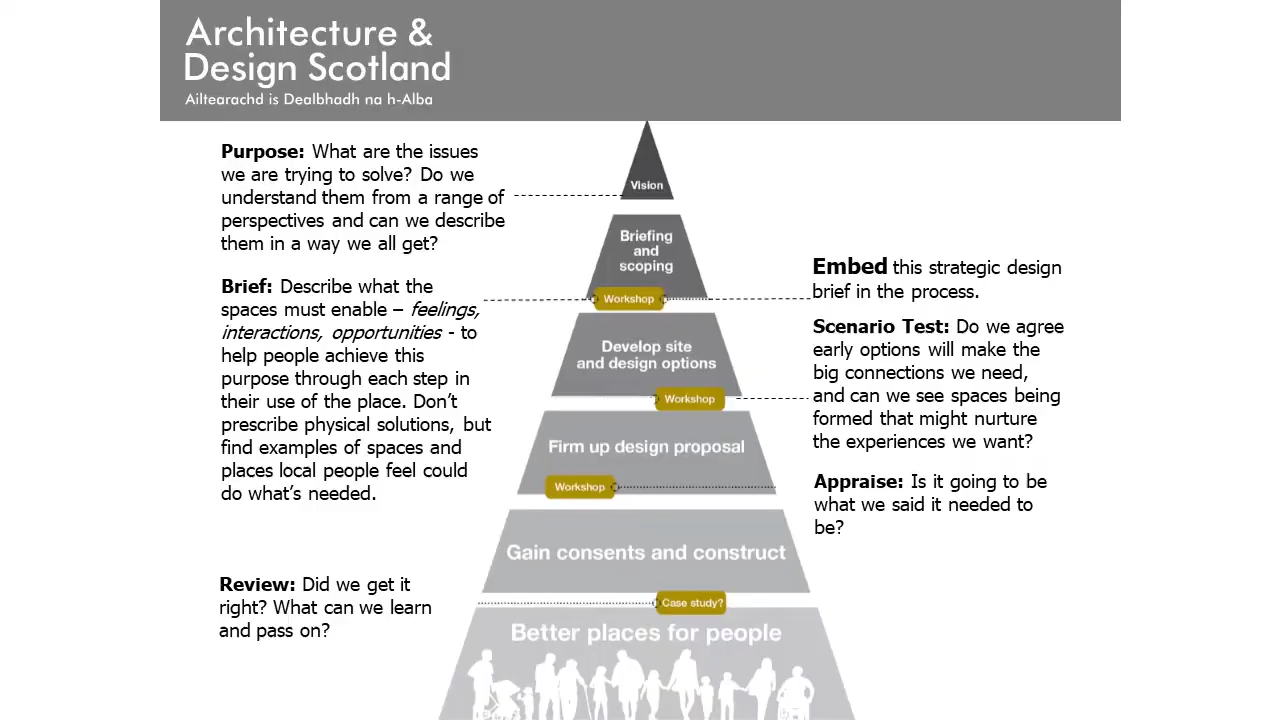 Architecture &
Design Scotland
Ailtearachd is Dealbhadh na h-Alba
Purpose: What are the issues
we are trying to solve? Do we
understand them from a range of
perspectives and can we describe
them in a way we all get?
Vision
Briefing
and
scoping
Workshop
Brief: Describe what the
spaces must enable – feelings,
interactions, opportunities - to
help people achieve this
purpose through each step in
their use of the place. Don’t
prescribe physical solutions, but
find examples of spaces and
places local people feel could
do what’s needed.
Embed this strategic design
brief in the process.
Develop site
and design options
Workshop
Scenario Test: Do we agree
early options will make the
big connections we need,
and can we see spaces being
formed that might nurture
the experiences we want?
Firm up design proposal
Workshop
Appraise: Is it going to be
what we said it needed to
be?
Gain consents and construct
Case study?
Review: Did we get it
right? What can we learn
and pass on?
Better places for people